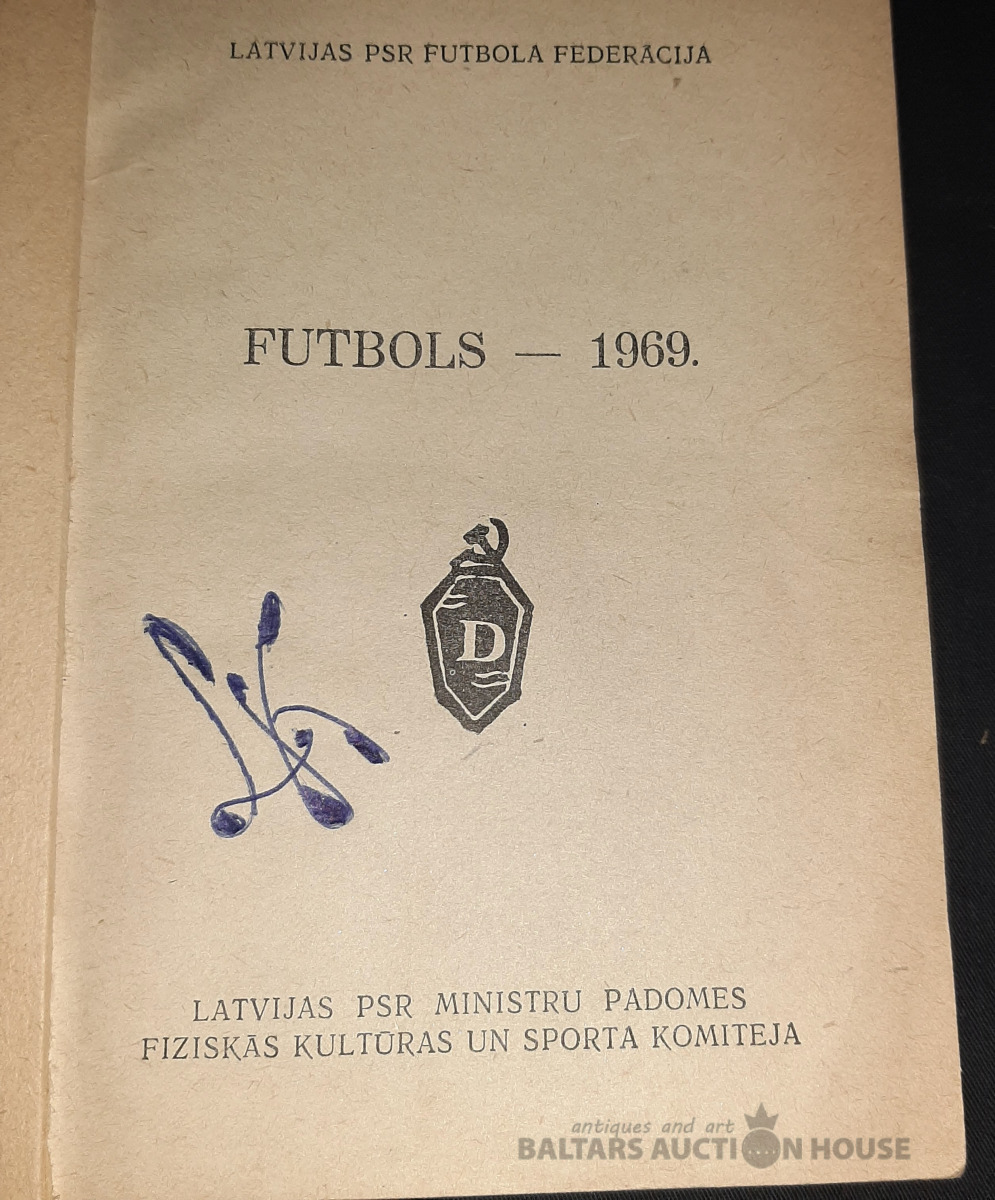 LATVIJAS PSR FUTBOLA FEDERĀCIJA
FUTBOLS — 1969.
D
LATVIJAS PSR MINISTRU PADOMES
FIZISKĀS KULTŪRAS UN SPORTA KOMITEJA
antiques and art
BALTARS AUCTION HOUSE